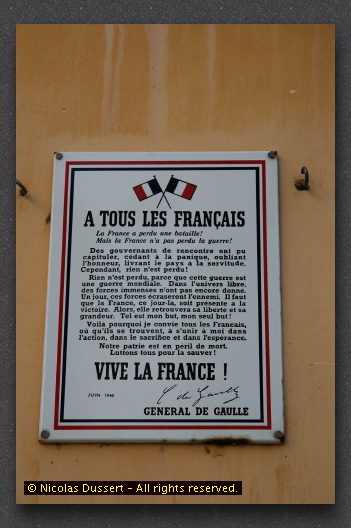 A TOUS LES FRANÇAIS
La France a perdu une bataille!
Mais la France n'a pas perdu la guerre!
Des gouvernants de rencontre ont pu
capituler, cédant à la panique, oubliant
l'honneur, livrant le pays à la servitude.
Cependant, rien n'est perdu!
Rien n'est perdu, parce que cette guerre est
une guerre mondiale. Dans l'univers libre,
des forces immenses n'ont pas encore donné.
Un jour, ces forces écraseront l'ennemi. Il faut
que la France, ce jour-là, soit présente à la
victoire. Alors, elle retrouvera sa liberté et sa
grandeur. Tel est mon but, mon seul but!
Voilà pourquoi je convie tous les Français,
où qu'ils se trouvent, à s'unir à moi dans
l'action, dans le sacrifice et dans l'espérance.
Notre patrie est en péril de mort.
Luttons tous pour la sauver!
VIVE LA FRANCE !
JUIN 1940
C. de Gaulle
GENERAL DE GAULLE
© Nicolas Dussert - All rights reserved.